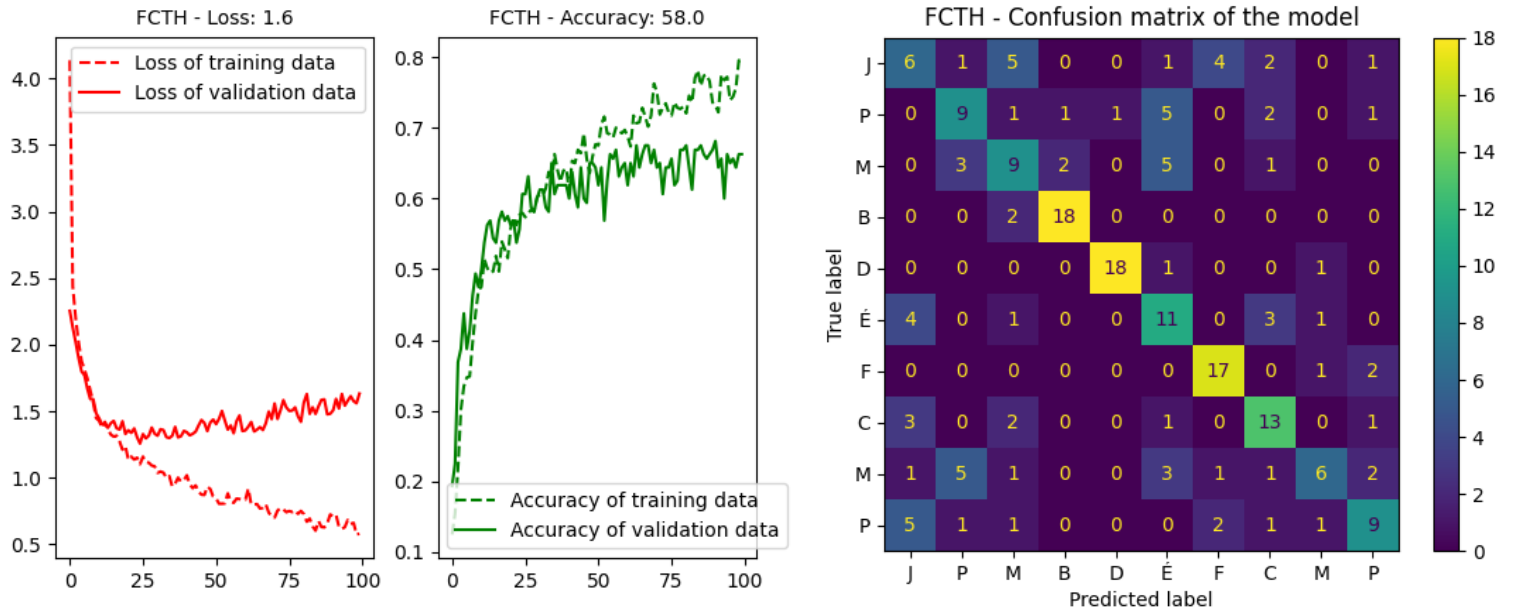 FCTH - Loss: 1.6
4.0
3.5
3.0
2.5
2.0
1.5
1.0
0.5
0 25 50 75 100
Loss of training data
Loss of validation data
FCTH - Accuracy: 58.0
0.8
0.7
0.6
0.5
0.4
0.3
0.2
0.1
0 25 50 75 100
Accuracy of training data
Accuracy of validation data
FCTH - Confusion matrix of the model
True label
J 6 1 5 0 0 1 4 2 0 1
P 0 9 1 1 1 5 0 2 0 1
M 0 3 9 2 0 5 0 1 0 0
B 0 0 2 18 0 0 0 0 0 0
D 0 0 0 0 18 1 0 0 1 0
É 4 0 1 0 0 11 0 3 1 0
F 0 0 0 0 0 0 17 0 1 2
C 3 0 2 0 0 1 0 13 0 1
M 1 5 1 0 0 3 1 1 6 2
P 5 1 1 0 0 0 2 1 1 9
J P M B D É F C M P
Predicted label
18
16
14
12
10
8
6
4
2
0